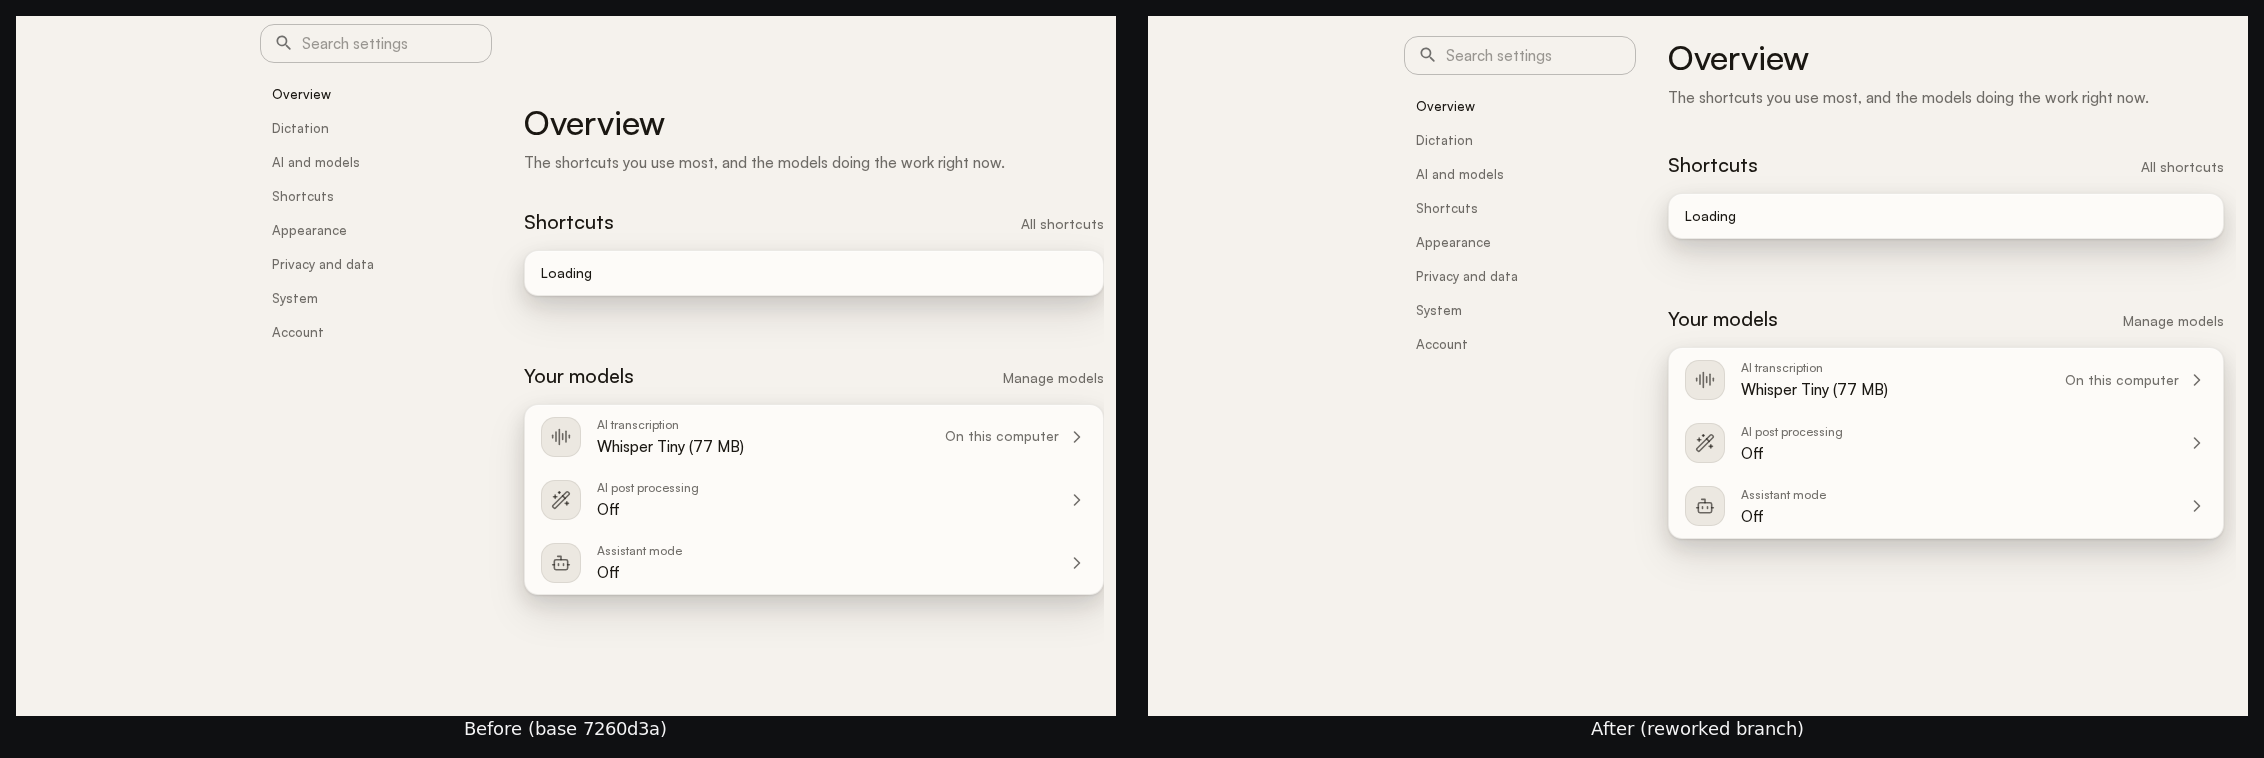 Search settings
Overview
Dictation
AI and models
Shortcuts
Appearance
Privacy and data
System
Account
Overview
The shortcuts you use most, and the models doing the work right now.
Shortcuts
All shortcuts
Loading
Your models
Manage models
AI transcription
Whisper Tiny (77 MB)
On this computer
AI post processing
Off
Assistant mode
Off
Before (base 7260d3a)
Search settings
Overview
Dictation
AI and models
Shortcuts
Appearance
Privacy and data
System
Account
Overview
The shortcuts you use most, and the models doing the work right now.
Shortcuts
All shortcuts
Loading
Your models
Manage models
AI transcription
Whisper Tiny (77 MB)
On this computer
AI post processing
Off
Assistant mode
Off
After (reworked branch)